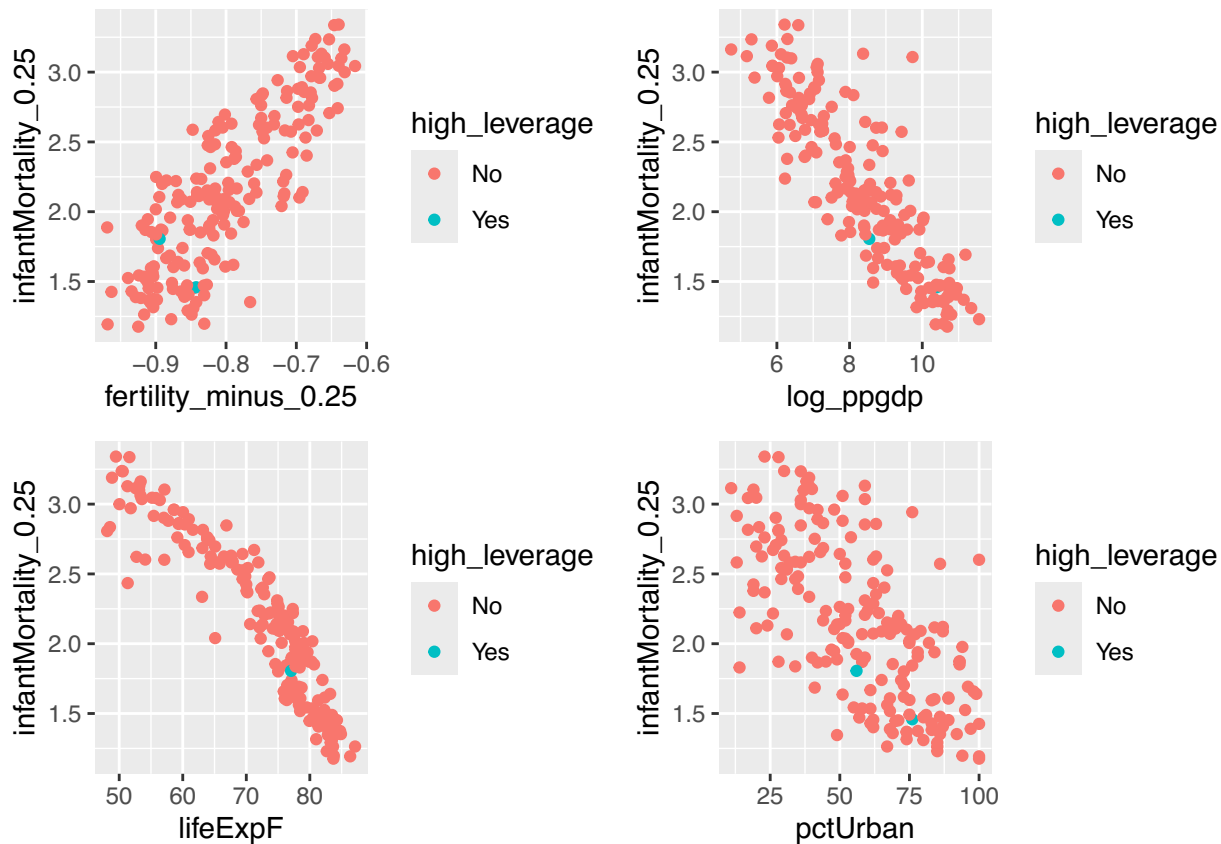 infantMortality_0.25
3.0
2.5
2.0
1.5
−0.9 −0.8 −0.7 −0.6
fertility_minus_0.25
high_leverage
No
Yes
infantMortality_0.25
3.0
2.5
2.0
1.5
6 8 10
log_ppgdp
high_leverage
No
Yes
infantMortality_0.25
3.0
2.5
2.0
1.5
50 60 70 80
lifeExpF
high_leverage
No
Yes
infantMortality_0.25
3.0
2.5
2.0
1.5
25 50 75 100
pctUrban
high_leverage
No
Yes